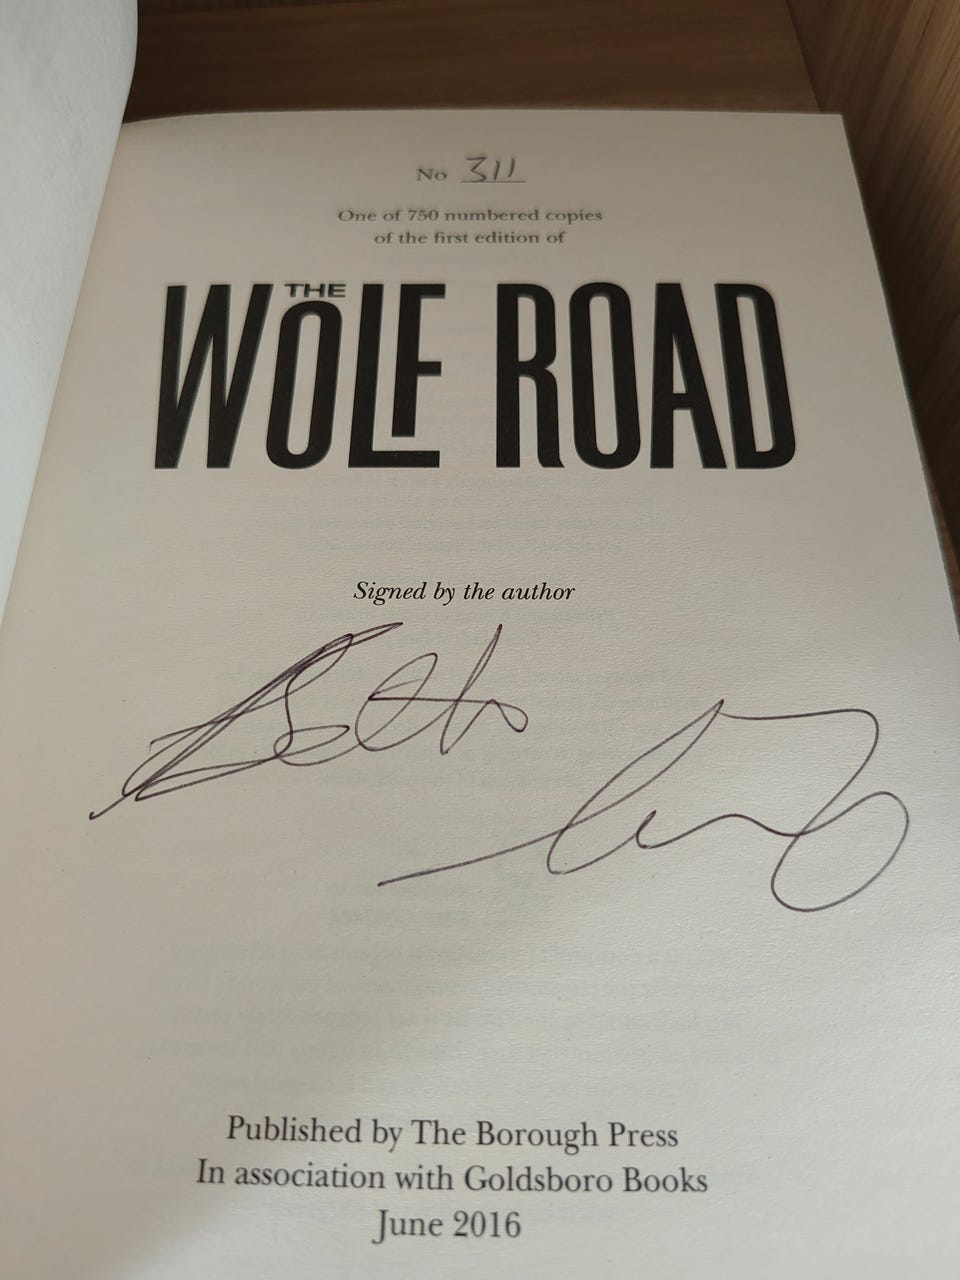 No 311
One of 750 numbered copies
of the first edition of
THE
WOLF ROAD
Signed by the author
Beth
Published by The Borough Press
In association with Goldsboro Books
June 2016